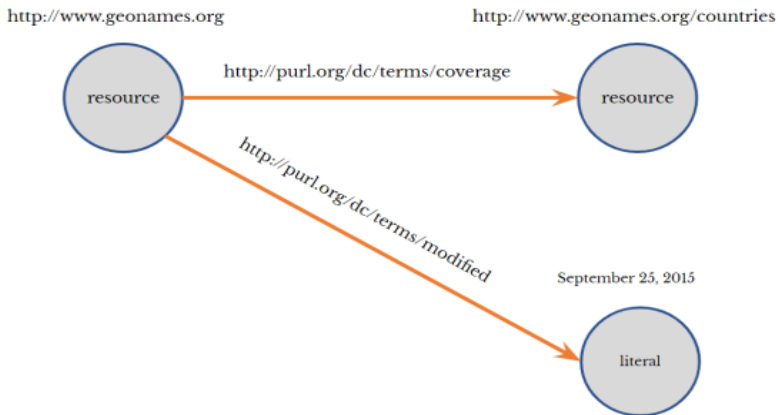 http://www.geonames.org
http://www.geonames.org/countries
resource
http://purl.org/dc/terms/coverage
resource
http://purl.org/dc/terms/modified
September 25, 2015
literal